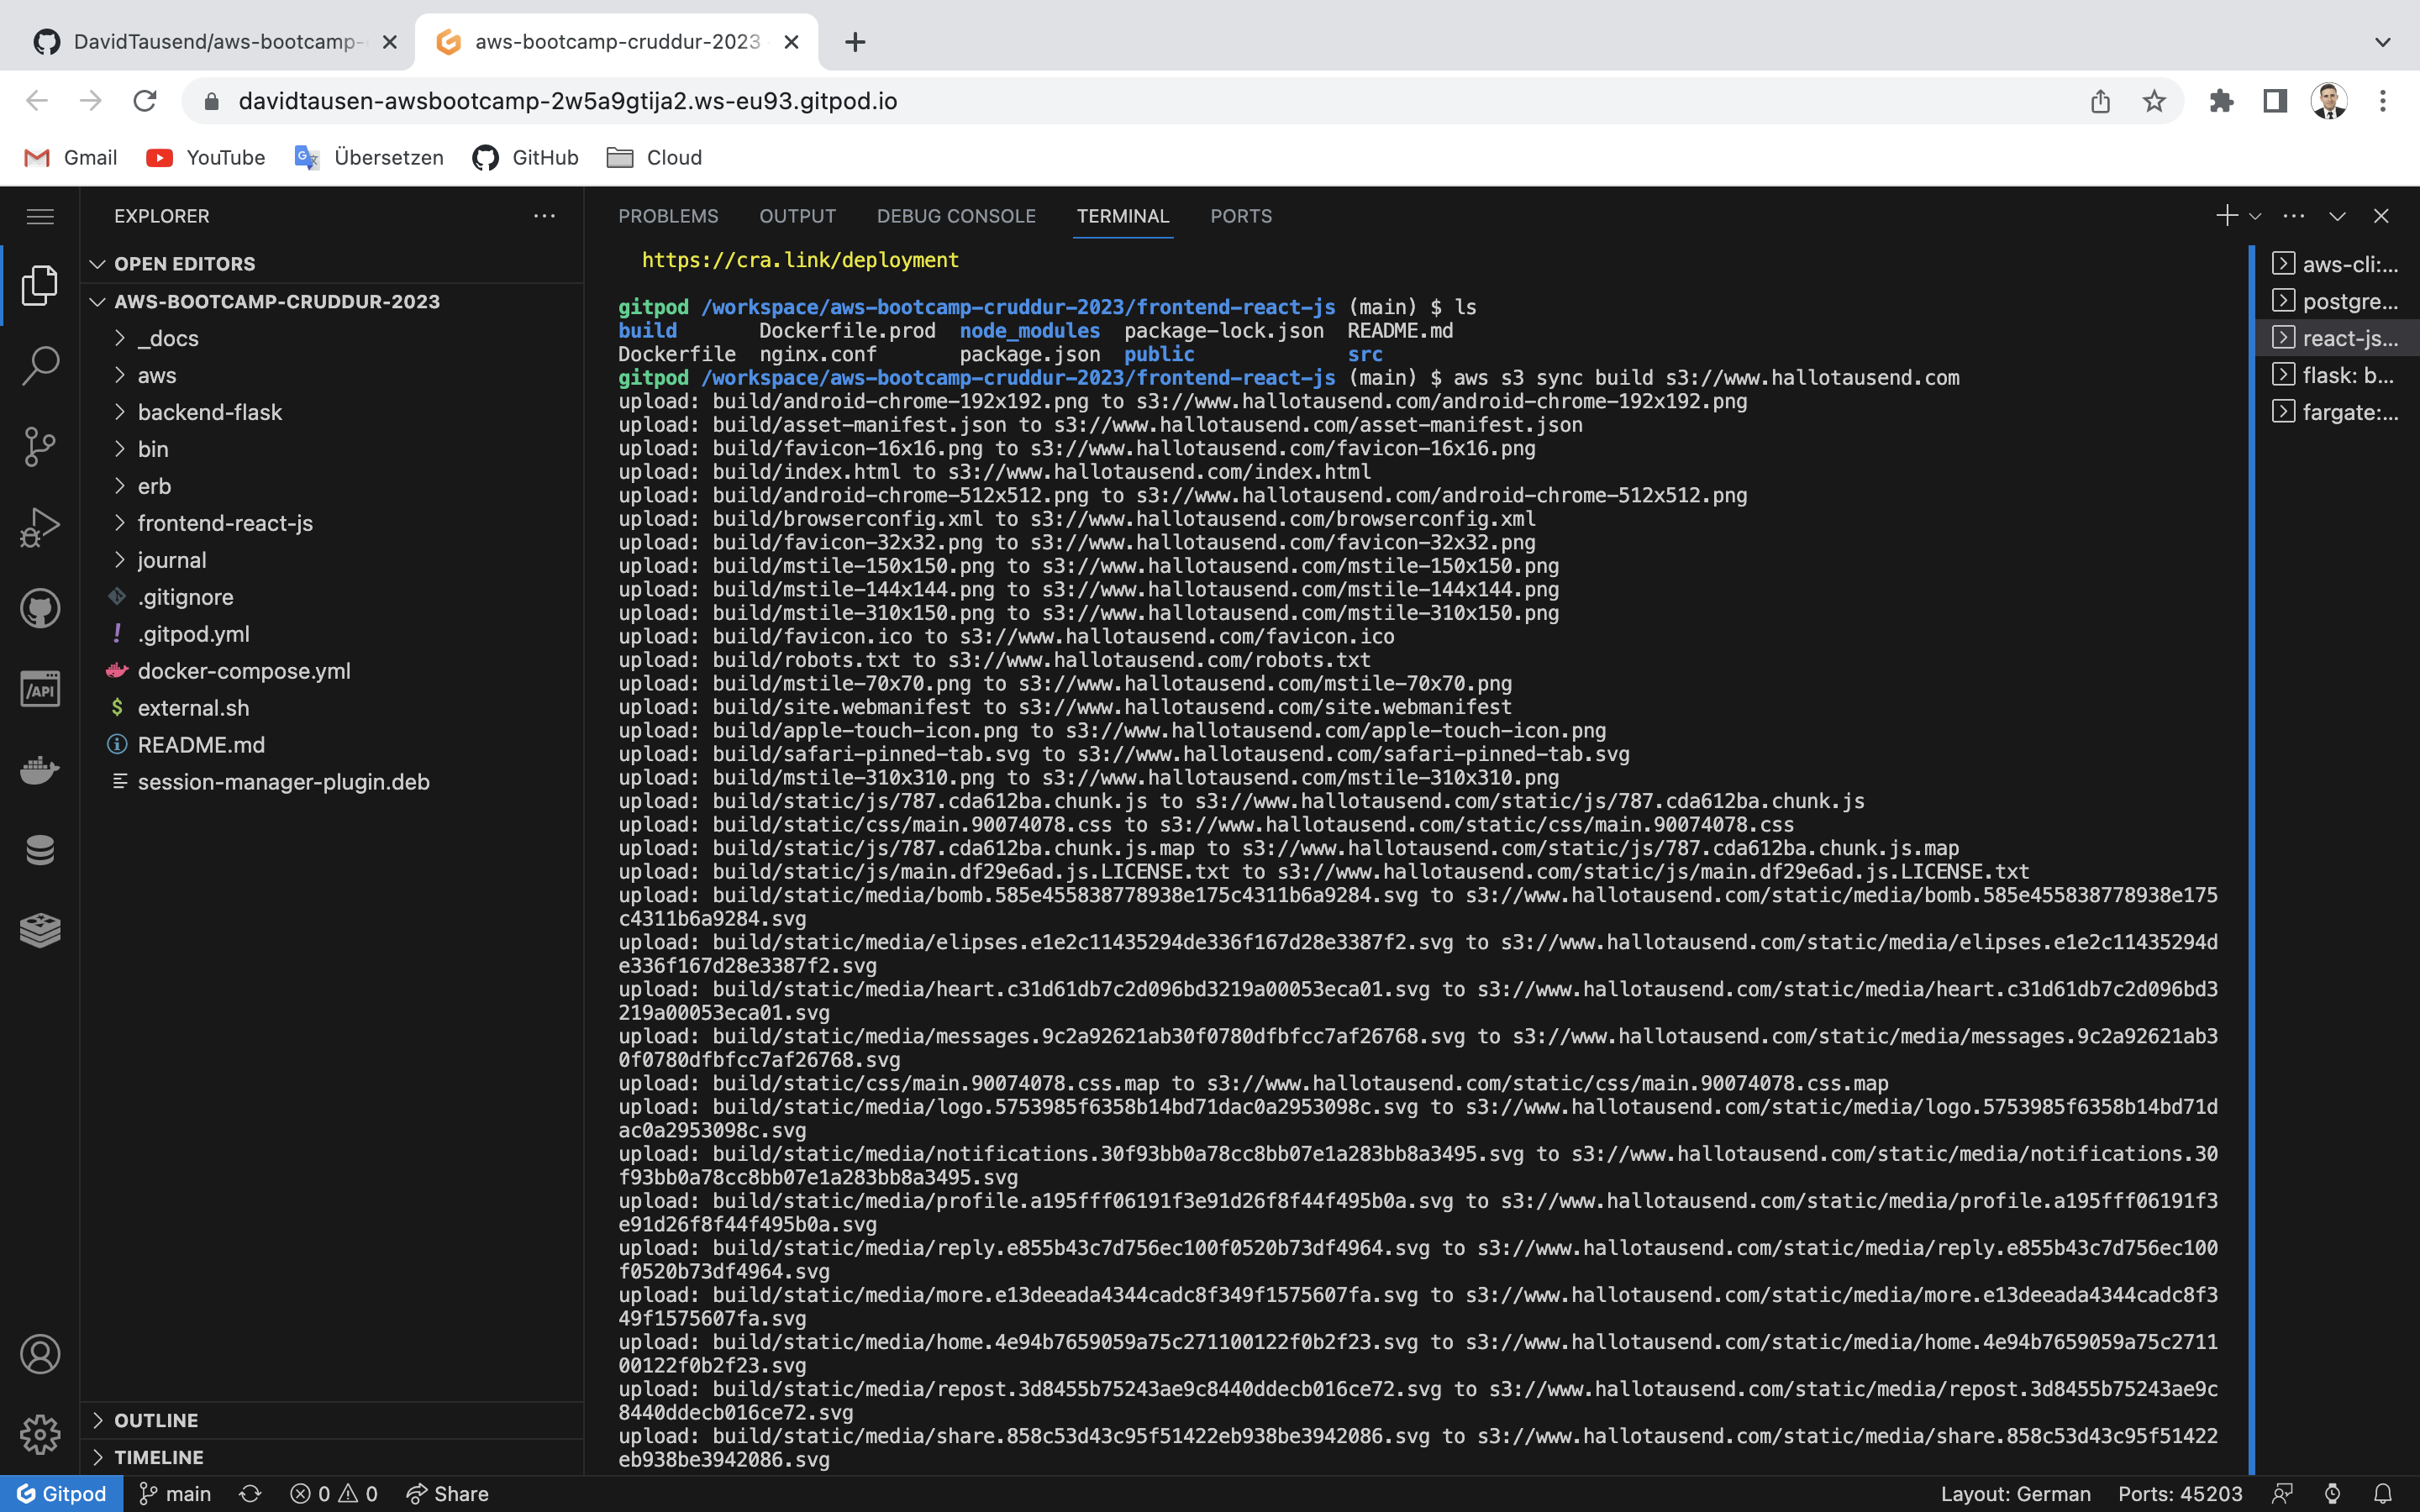 DavidTausend/aws-bootcamp-
aws-bootcamp-cruddur-2023
davidtausen-awsbootcamp-2w5a9gtija2.ws-eu93.gitpod.io
Gmail YouTube Übersetzen GitHub Cloud
EXPLORER
OPEN EDITORS
AWS-BOOTCAMP-CRUDDUR-2023
_docs
aws
backend-flask
bin
erb
frontend-react-js
journal
.gitignore
.gitpod.yml
docker-compose.yml
external.sh
README.md
session-manager-plugin.deb
OUTLINE
TIMELINE
/API
PROBLEMS OUTPUT DEBUG CONSOLE TERMINAL PORTS
https://cra.link/deployment
gitpod /workspace/aws-bootcamp-cruddur-2023/frontend-react-js (main) $ ls
build Dockerfile.prod node_modules package-lock.json README.md
Dockerfile nginx.conf package.json public src
gitpod /workspace/aws-bootcamp-cruddur-2023/frontend-react-js (main) $ aws s3 sync build s3://www.hallotausend.com
upload: build/android-chrome-192x192.png to s3://www.hallotausend.com/android-chrome-192x192.png
upload: build/asset-manifest.json to s3://www.hallotausend.com/asset-manifest.json
upload: build/favicon-16x16.png to s3://www.hallotausend.com/favicon-16x16.png
upload: build/index.html to s3://www.hallotausend.com/index.html
upload: build/android-chrome-512x512.png to s3://www.hallotausend.com/android-chrome-512x512.png
upload: build/browserconfig.xml to s3://www.hallotausend.com/browserconfig.xml
upload: build/favicon-32x32.png to s3://www.hallotausend.com/favicon-32x32.png
upload: build/mstile-150x150.png to s3://www.hallotausend.com/mstile-150x150.png
upload: build/mstile-144x144.png to s3://www.hallotausend.com/mstile-144x144.png
upload: build/mstile-310x150.png to s3://www.hallotausend.com/mstile-310x150.png
upload: build/favicon.ico to s3://www.hallotausend.com/favicon.ico
upload: build/robots.txt to s3://www.hallotausend.com/robots.txt
upload: build/mstile-70x70.png to s3://www.hallotausend.com/mstile-70x70.png
upload: build/site.webmanifest to s3://www.hallotausend.com/site.webmanifest
upload: build/apple-touch-icon.png to s3://www.hallotausend.com/apple-touch-icon.png
upload: build/safari-pinned-tab.svg to s3://www.hallotausend.com/safari-pinned-tab.svg
upload: build/mstile-310x310.png to s3://www.hallotausend.com/mstile-310x310.png
upload: build/static/js/787.cda612ba.chunk.js to s3://www.hallotausend.com/static/js/787.cda612ba.chunk.js
upload: build/static/css/main.90074078.css to s3://www.hallotausend.com/static/css/main.90074078.css
upload: build/static/js/787.cda612ba.chunk.js.map to s3://www.hallotausend.com/static/js/787.cda612ba.chunk.js.map
upload: build/static/js/main.df29e6ad.js.LICENSE.txt to s3://www.hallotausend.com/static/js/main.df29e6ad.js.LICENSE.txt
upload: build/static/media/bomb.585e455838778938e175c4311b6a9284.svg to s3://www.hallotausend.com/static/media/bomb.585e455838778938e175
c4311b6a9284.svg
upload: build/static/media/elipses.e1e2c11435294de336f167d28e3387f2.svg to s3://www.hallotausend.com/static/media/elipses.e1e2c11435294d
e336f167d28e3387f2.svg
upload: build/static/media/heart.c31d61db7c2d096bd3219a00053eca01.svg to s3://www.hallotausend.com/static/media/heart.c31d61db7c2d096bd3
219a00053eca01.svg
upload: build/static/media/messages.9c2a92621ab30f0780dfbfcc7af26768.svg to s3://www.hallotausend.com/static/media/messages.9c2a92621ab3
0f0780dfbfcc7af26768.svg
upload: build/static/css/main.90074078.css.map to s3://www.hallotausend.com/static/css/main.90074078.css.map
upload: build/static/media/logo.5753985f6358b14bd71dac0a2953098c.svg to s3://www.hallotausend.com/static/media/logo.5753985f6358b14bd71d
ac0a2953098c.svg
upload: build/static/media/notifications.30f93bb0a78cc8bb07e1a283bb8a3495.svg to s3://www.hallotausend.com/static/media/notifications.30
f93bb0a78cc8bb07e1a283bb8a3495.svg
upload: build/static/media/profile.a195fff06191f3e91d26f8f44f495b0a.svg to s3://www.hallotausend.com/static/media/profile.a195fff06191f3
e91d26f8f44f495b0a.svg
upload: build/static/media/reply.e855b43c7d756ec100f0520b73df4964.svg to s3://www.hallotausend.com/static/media/reply.e855b43c7d756ec100
f0520b73df4964.svg
upload: build/static/media/more.e13deeada4344cadc8f349f1575607fa.svg to s3://www.hallotausend.com/static/media/more.e13deeada4344cadc8f3
49f1575607fa.svg
upload: build/static/media/home.4e94b7659059a75c271100122f0b2f23.svg to s3://www.hallotausend.com/static/media/home.4e94b7659059a75c2711
00122f0b2f23.svg
upload: build/static/media/repost.3d8455b75243ae9c8440ddecb016ce72.svg to s3://www.hallotausend.com/static/media/repost.3d8455b75243ae9c
8440ddecb016ce72.svg
upload: build/static/media/share.858c53d43c95f51422eb938be3942086.svg to s3://www.hallotausend.com/static/media/share.858c53d43c95f51422
eb938be3942086.svg
aws-cli:...
postgre...
react-js...
flask: b...
fargate:...
Gitpod main 0 0 Share Layout: German Ports: 45203